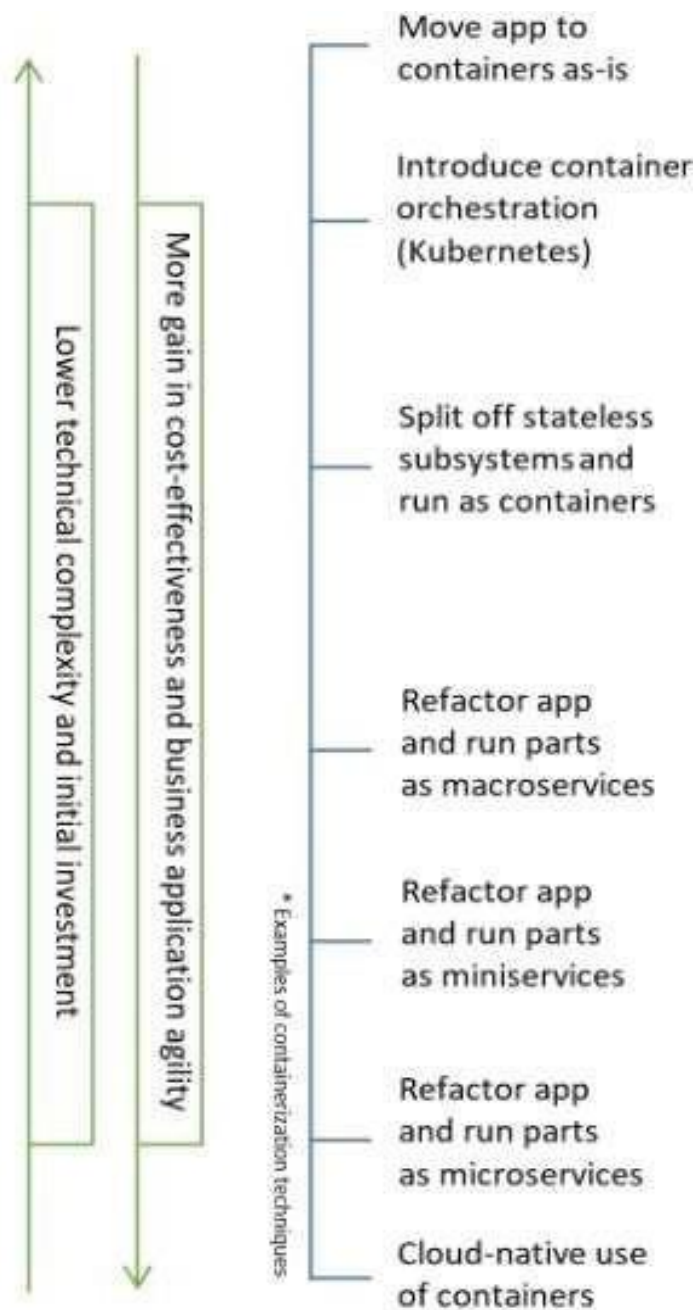 Move app to
containers as-is
Introduce container
orchestration
(Kubernetes)
Split off stateless
subsystems and
run as containers
Refactor app
and run parts
as macroservices
Refactor app
and run parts
as miniservices
Refactor app
and run parts
as microservices
Cloud-native use
of containers
Lower technical complexity and initial investment
More gain in cost-effectiveness and business application agility
* Examples of containerization techniques